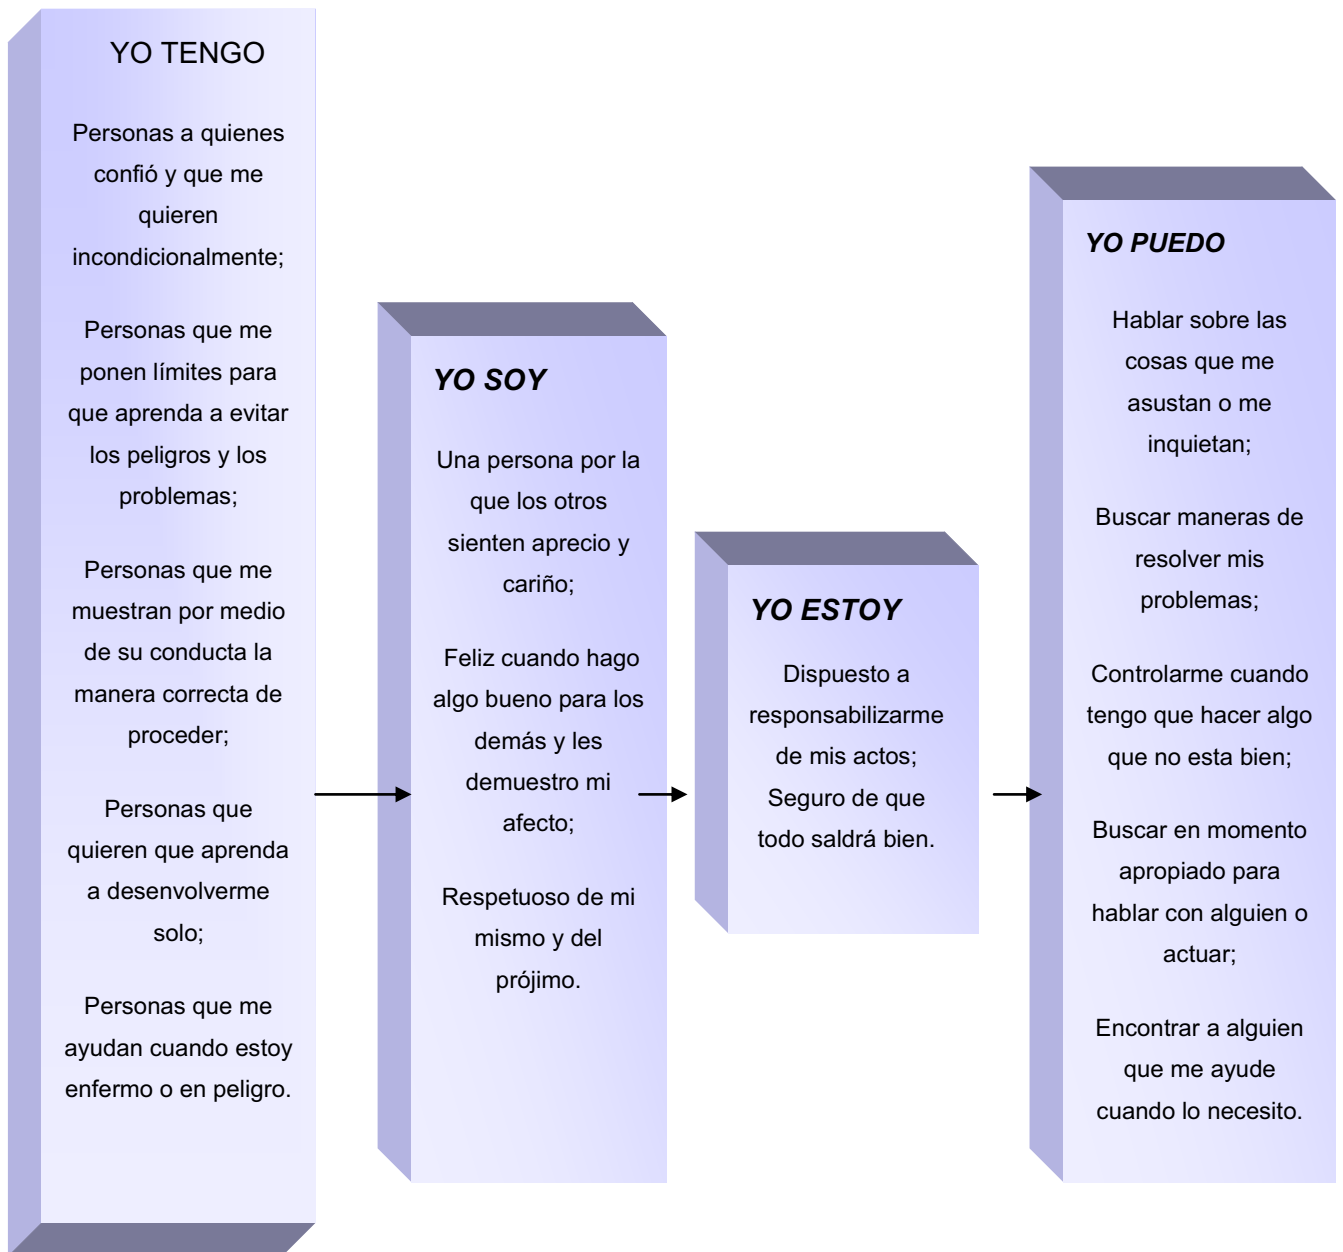 YO TENGO
Personas a quienes
confió y que me
quieren
incondicionalmente;
Personas que me
ponen límites para
que aprenda a evitar
los peligros y los
problemas;
Personas que me
muestran por medio
de su conducta la
manera correcta de
proceder;
Personas que
quieren que aprenda
a desenvolverme
solo;
Personas que me
ayudan cuando estoy
enfermo o en peligro.
YO SOY
Una persona por la
que los otros
sienten aprecio y
cariño;
Feliz cuando hago
algo bueno para los
demás y les
demuestro mi
afecto;
Respetuoso de mi
mismo y del
prójimo.
YO ESTOY
Dispuesto a
responsabilizarme
de mis actos;
Seguro de que
todo saldrá bien.
YO PUEDO
Hablar sobre las
cosas que me
asustan o me
inquietan;
Buscar maneras de
resolver mis
problemas;
Controlarme cuando
tengo que hacer algo
que no esta bien;
Buscar en momento
apropiado para
hablar con alguien o
actuar;
Encontrar a alguien
que me ayude
cuando lo necesito.